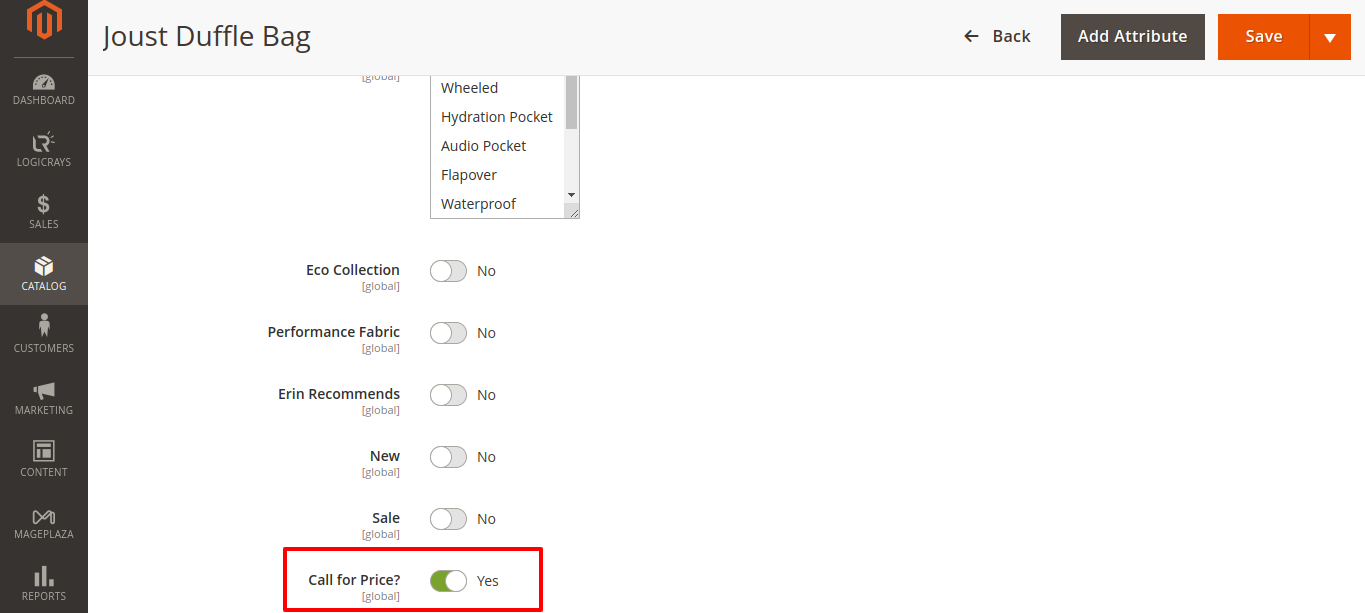 Joust Duffle Bag
Back
Add Attribute
Save
DASHBOARD
LOGICRAYS
SALES
CATALOG
CUSTOMERS
MARKETING
CONTENT
MAGEPLAZA
REPORTS
[global]
Wheeled
Hydration Pocket
Audio Pocket
Flapover
Waterproof
Eco Collection No
[global]
Performance Fabric No
[global]
Erin Recommends No
[global]
New No
[global]
Sale No
[global]
Call for Price? Yes
[global]